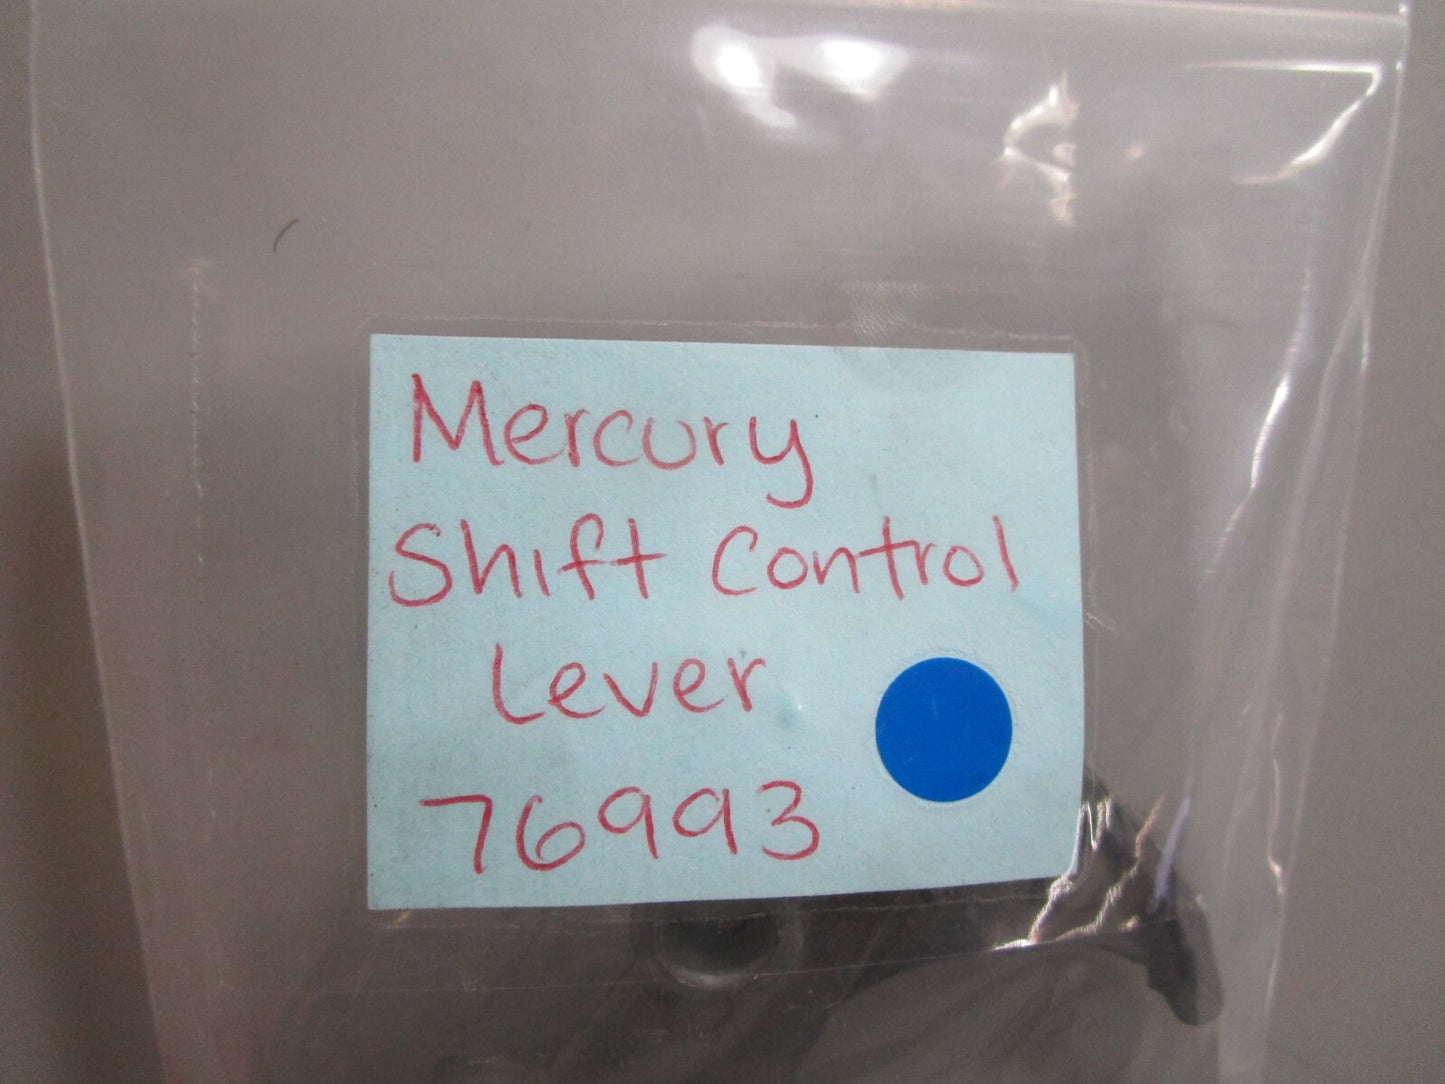 Mercury
Shift Control
Lever
76993